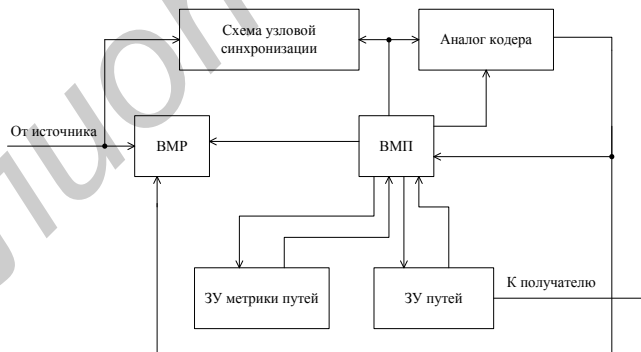 Схема узловой
синхронизации
Аналог кодера
От источника
ВМР
ВМП
К получателю
ЗУ метрики путей
ЗУ путей